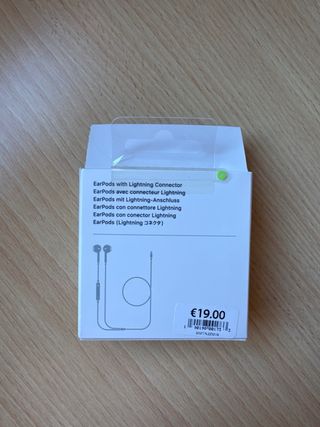 EarPods with Lightning Connector
EarPods avec connecteur Lightning
EarPods mit Lightning-Anschluss
EarPods con connettore Lightning
EarPods con conector Lightning
EarPods (Lightning コネクタ)
€19.00